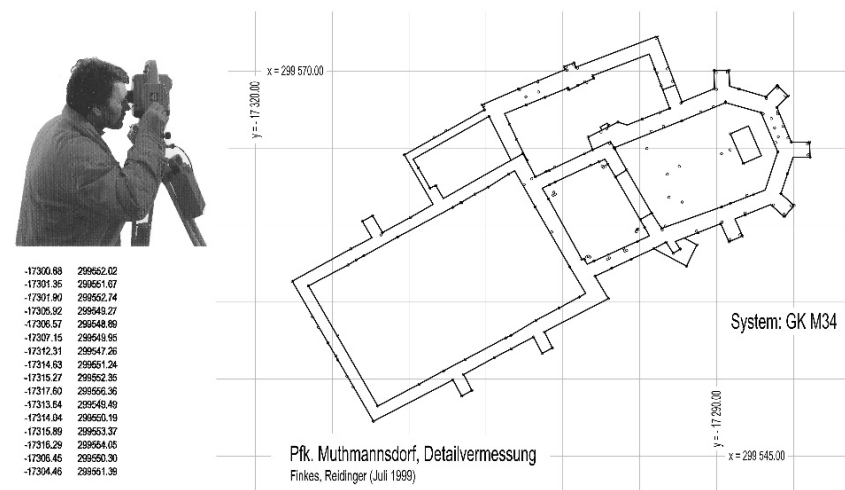 x = 299 570.00
y = - 17 320.00
-17300.68 299552.02
-17301.35 299551.67
-17301.90 299552.74
-17305.92 299549.27
-17306.57 299548.89
-17307.15 299549.95
-17312.31 299547.26
-17314.63 299551.24
-17315.27 299552.35
-17317.60 299556.36
-17313.64 299549.49
-17314.04 299550.19
-17315.89 299553.37
-17316.29 299554.05
-17306.45 299550.30
-17304.46 299551.39
System: GK M34
y = - 17 290.00
x = 299 545.00
Pfk. Muthmannsdorf, Detailvermessung
Finkes, Reidinger (Juli 1999)